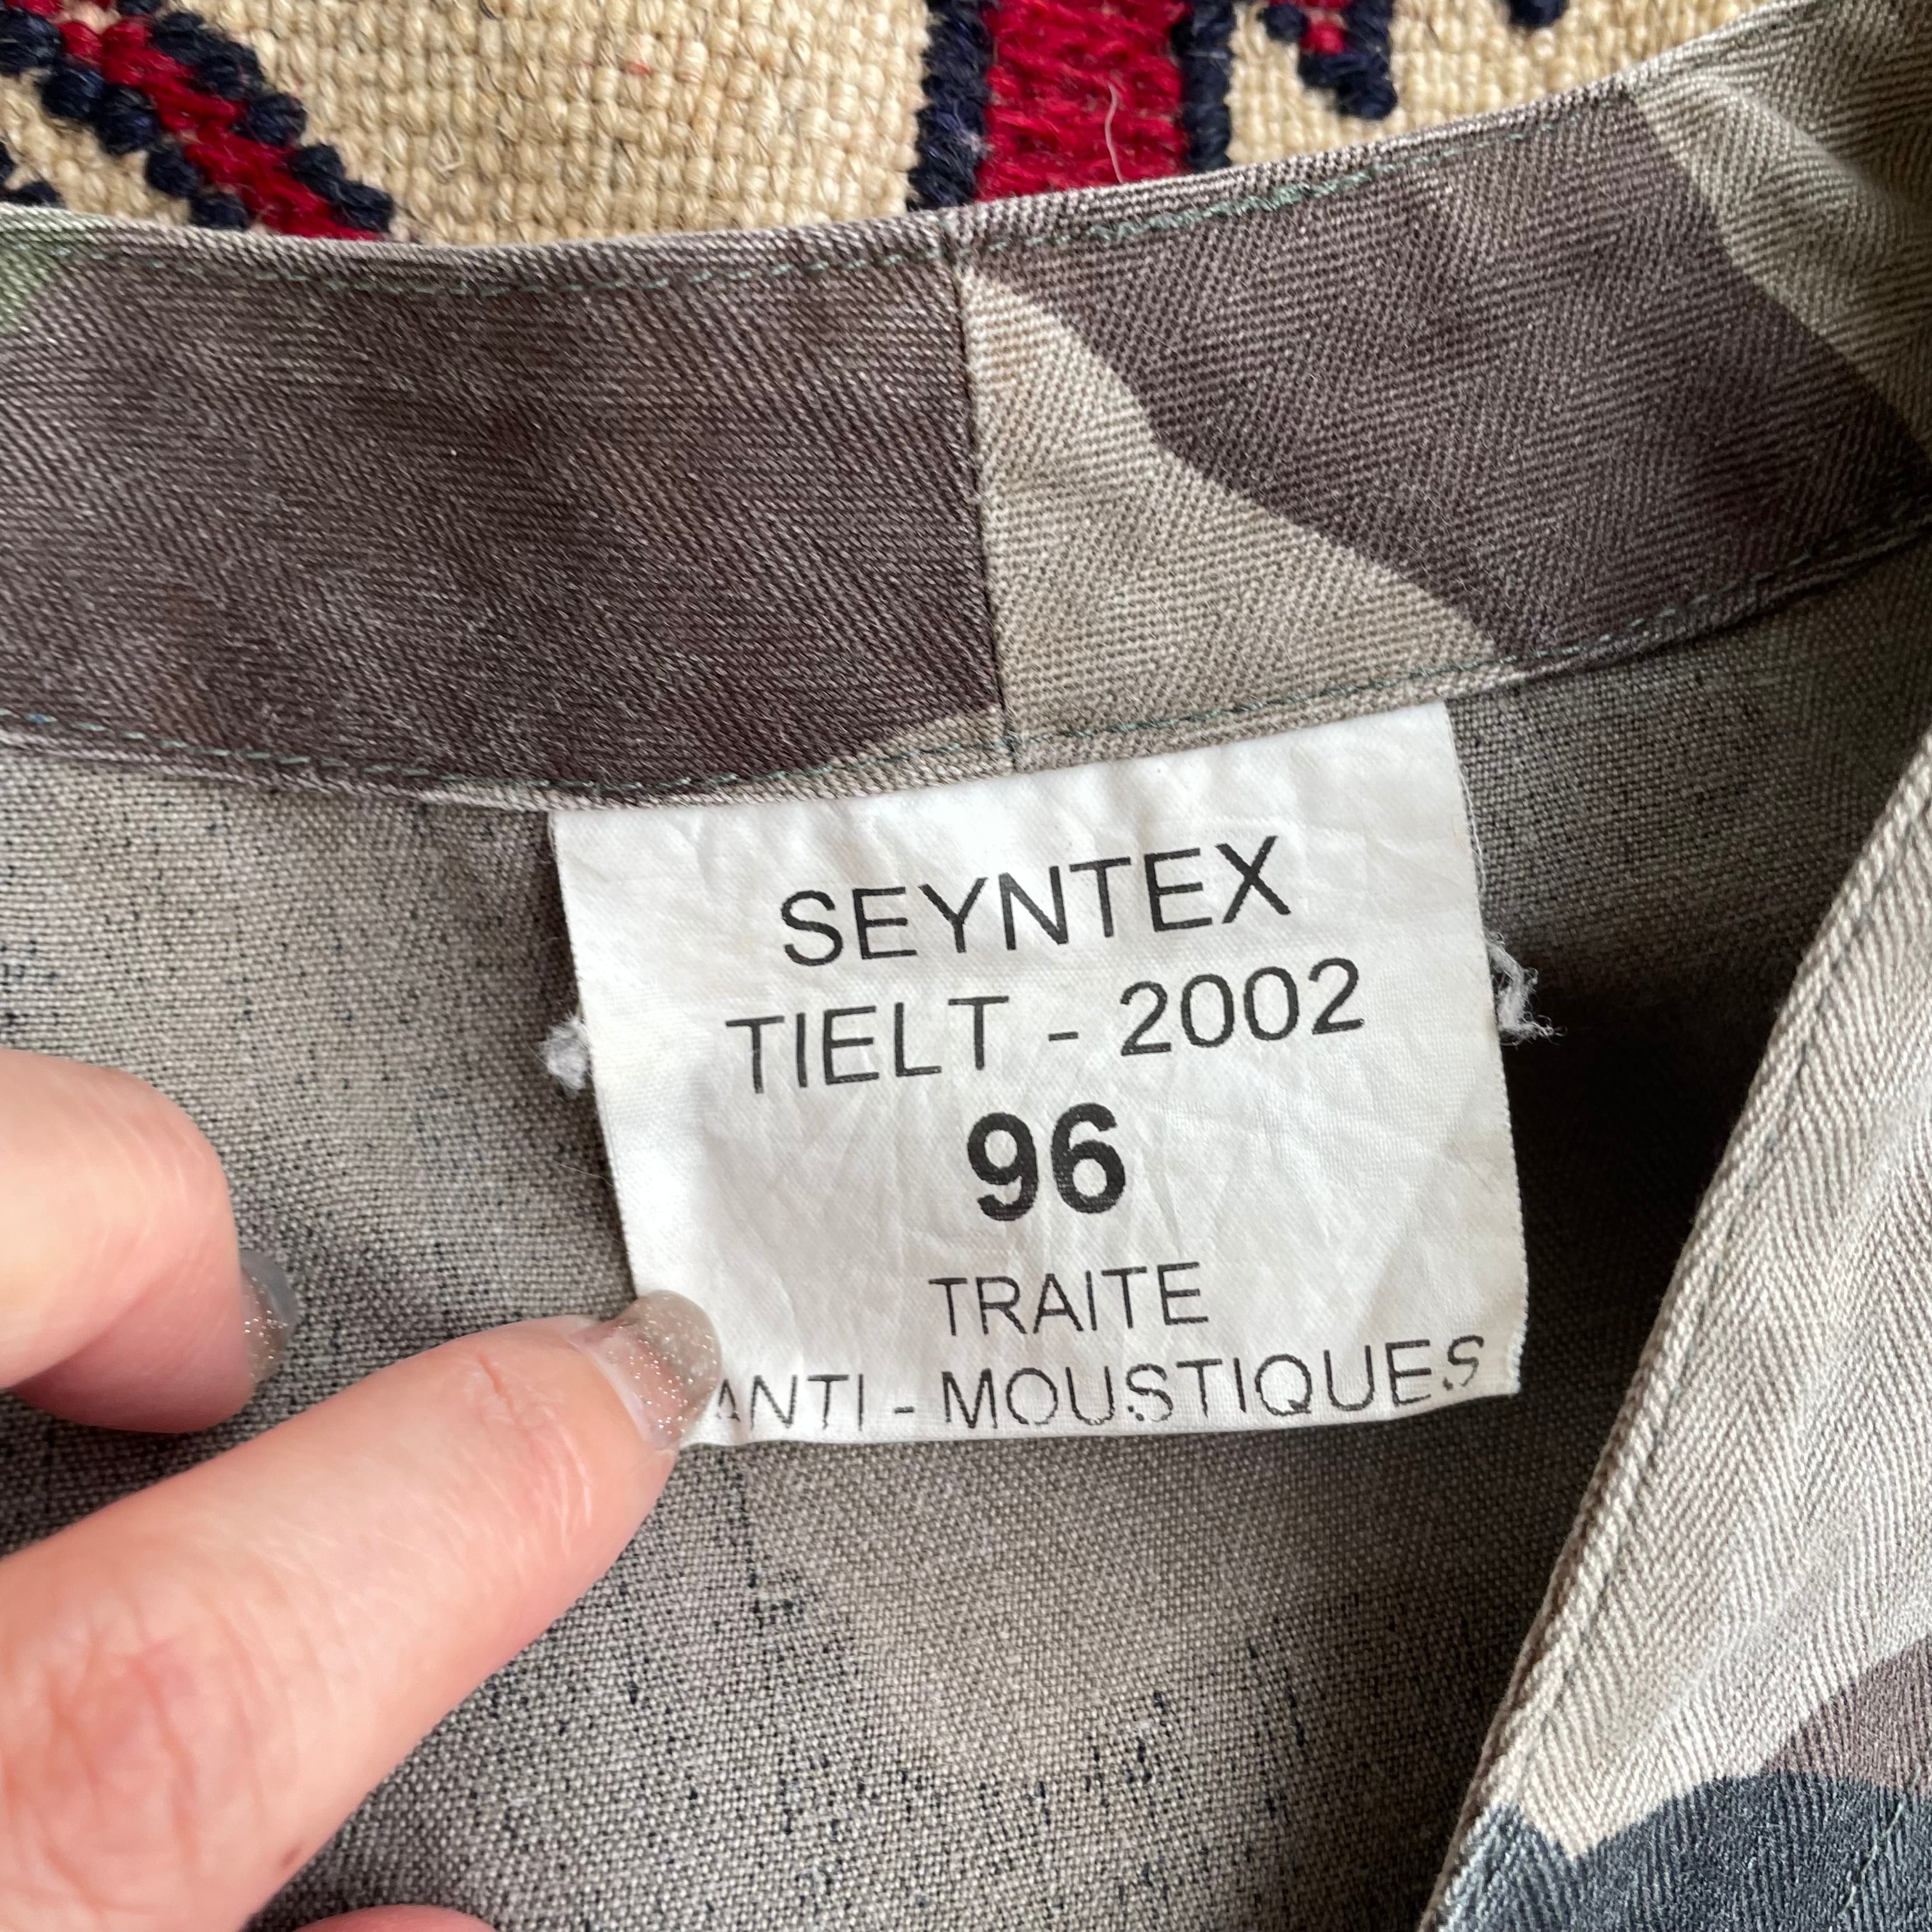 SEYNTEX
TIELT - 2002
96
TRAITE
ANTI - MOUSTIQUES